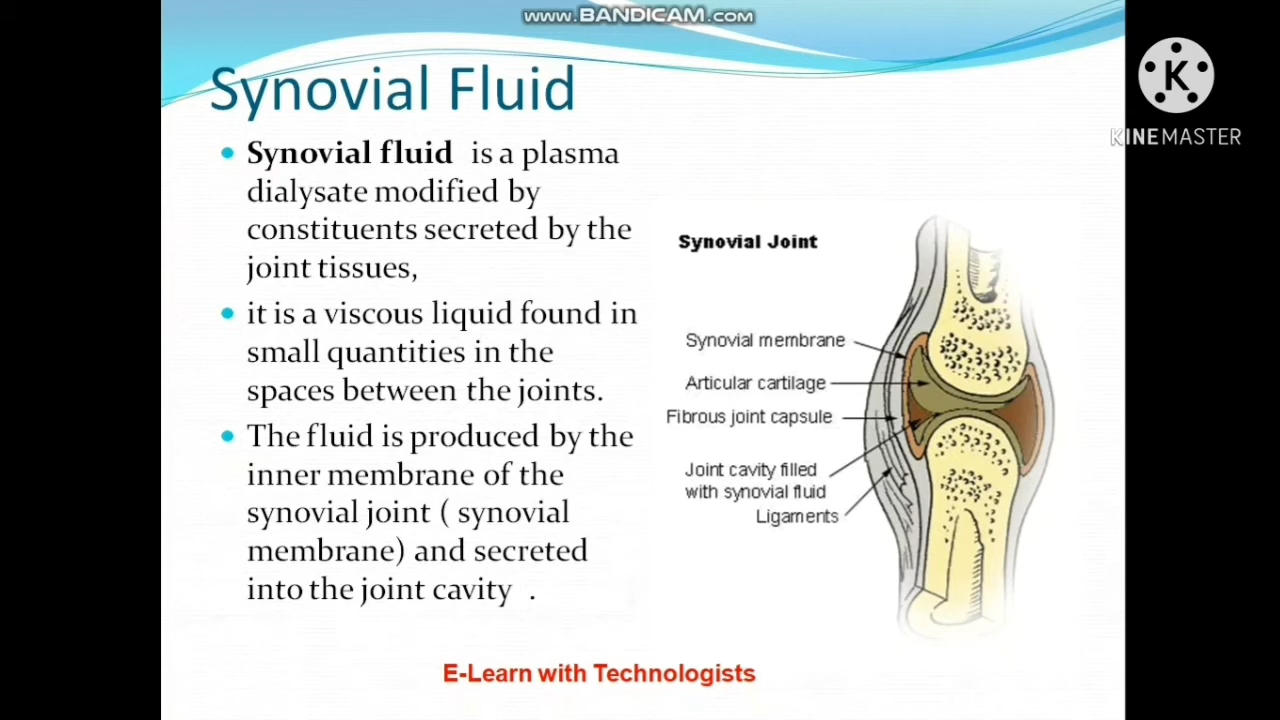 www.BANDICAM.com
K
KINEMASTER
Synovial Fluid
Synovial fluid is a plasma
dialysate modified by
constituents secreted by the
joint tissues,
it is a viscous liquid found in
small quantities in the
spaces between the joints.
The fluid is produced by the
inner membrane of the
synovial joint ( synovial
membrane) and secreted
into the joint cavity .
Synovial Joint
Synovial membrane
Articular cartilage
Fibrous joint capsule
Joint cavity filled
with synovial fluid
Ligaments
E-Learn with Technologists